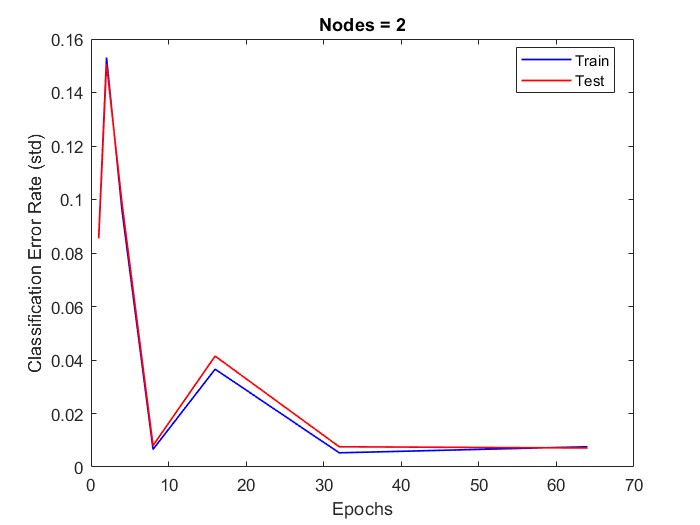 Nodes = 2
Train
Test
0.16
0.14
0.12
0.1
0.08
0.06
0.04
0.02
0
Classification Error Rate (std)
0 10 20 30 40 50 60 70
Epochs